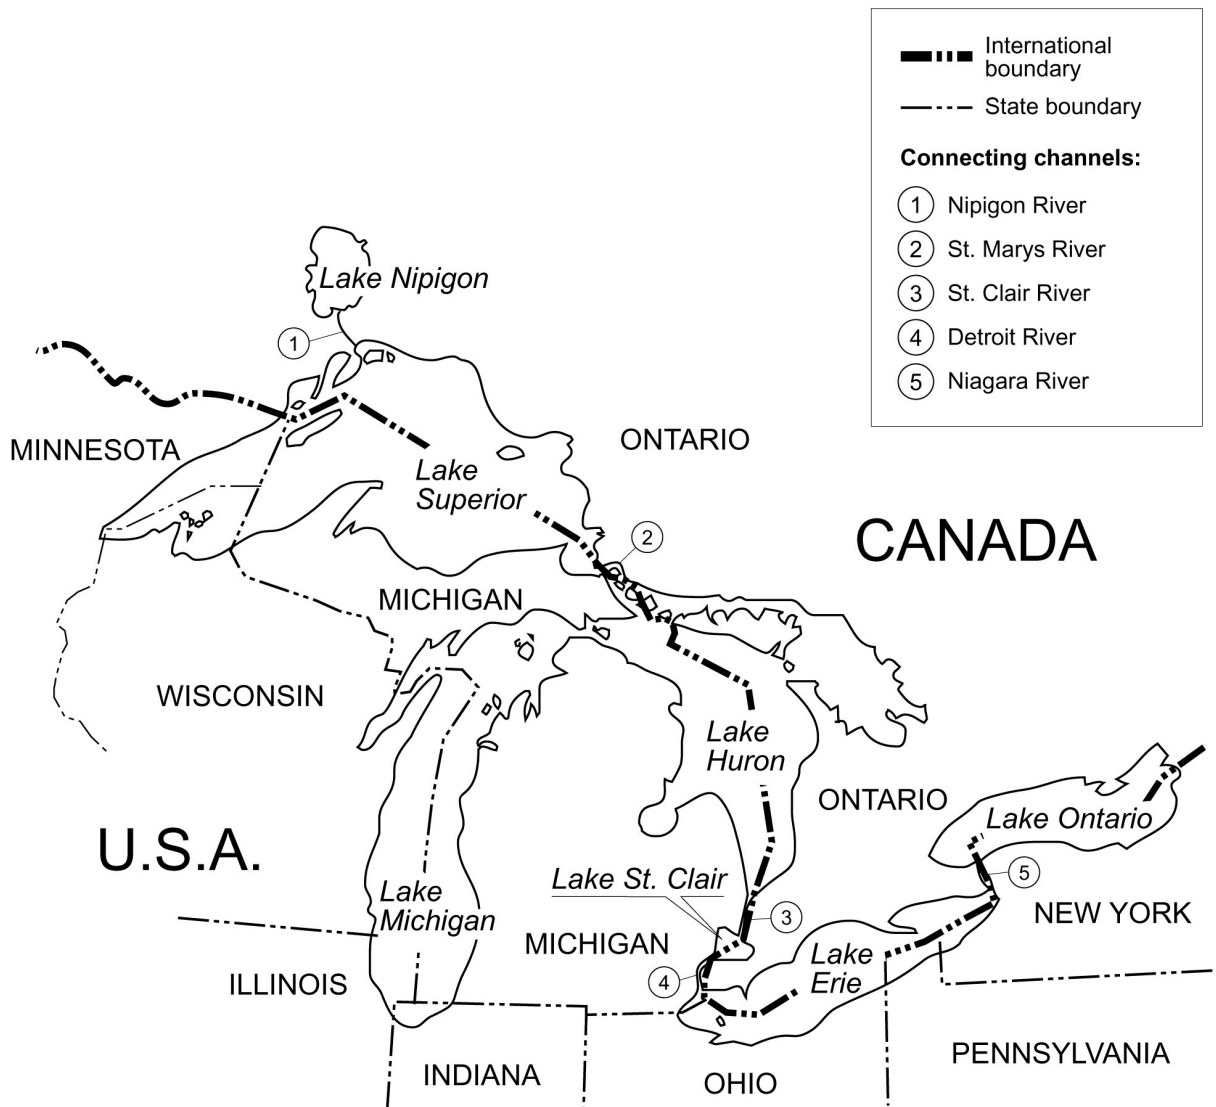 International
boundary
State boundary
Connecting channels:
1 Nipigon River
2 St. Marys River
3 St. Clair River
4 Detroit River
5 Niagara River
Lake Nipigon
1
MINNESOTA
ONTARIO
Lake
Superior
2
CANADA
MICHIGAN
WISCONSIN
Lake
Huron
ONTARIO
Lake Ontario
U.S.A.
5
Lake St. Clair
Lake
Michigan
3
NEW YORK
MICHIGAN
Lake
Erie
4
ILLINOIS
PENNSYLVANIA
INDIANA
OHIO